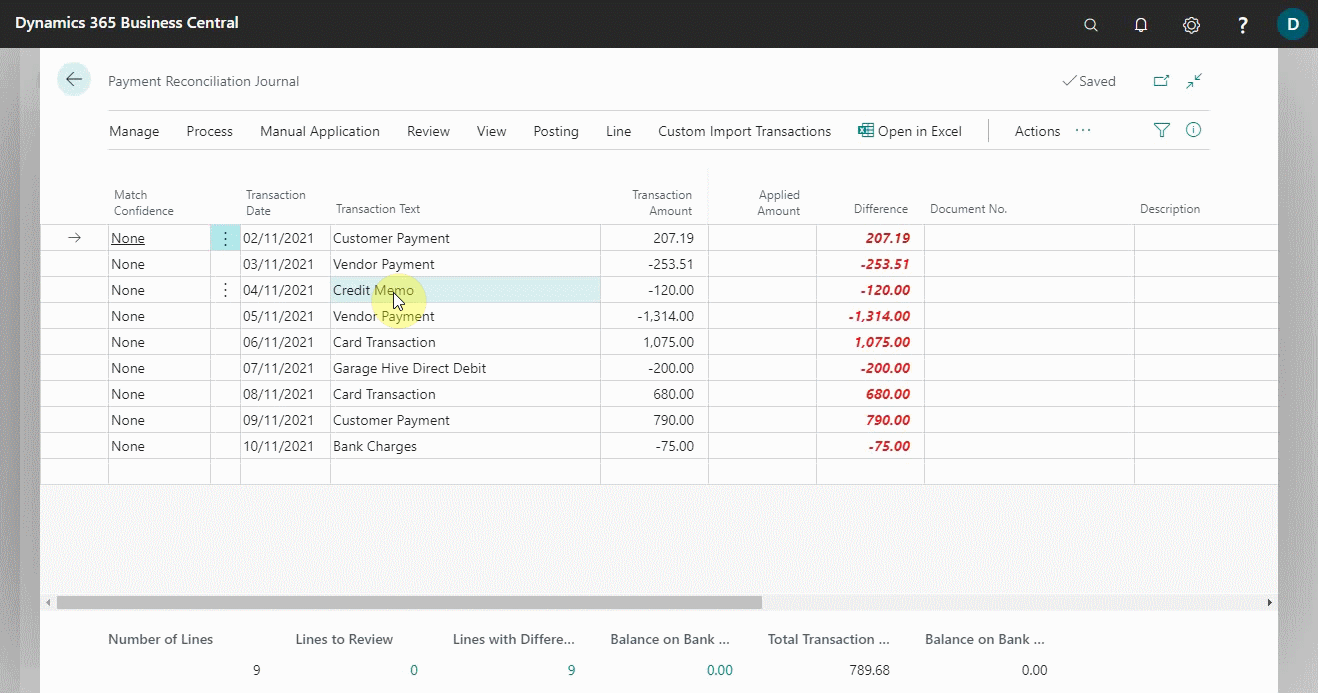 Dynamics 365 Business Central
? D
Payment Reconciliation Journal
Saved
Manage Process Manual Application Review View Posting Line Custom Import Transactions Open in Excel Actions ...
Match Confidence Transaction Date Transaction Text Transaction Amount Applied Amount Difference Document No. Description
None 02/11/2021 Customer Payment 207.19 207.19
None 03/11/2021 Vendor Payment -253.51 -253.51
None 04/11/2021 Credit Memo -120.00 -120.00
None 05/11/2021 Vendor Payment -1,314.00 -1,314.00
None 06/11/2021 Card Transaction 1,075.00 1,075.00
None 07/11/2021 Garage Hive Direct Debit -200.00 -200.00
None 08/11/2021 Card Transaction 680.00 680.00
None 09/11/2021 Customer Payment 790.00 790.00
None 10/11/2021 Bank Charges -75.00 -75.00
Number of Lines Lines to Review Lines with Differe... Balance on Bank ... Total Transaction ... Balance on Bank ...
9 0 9 0.00 789.68 0.00